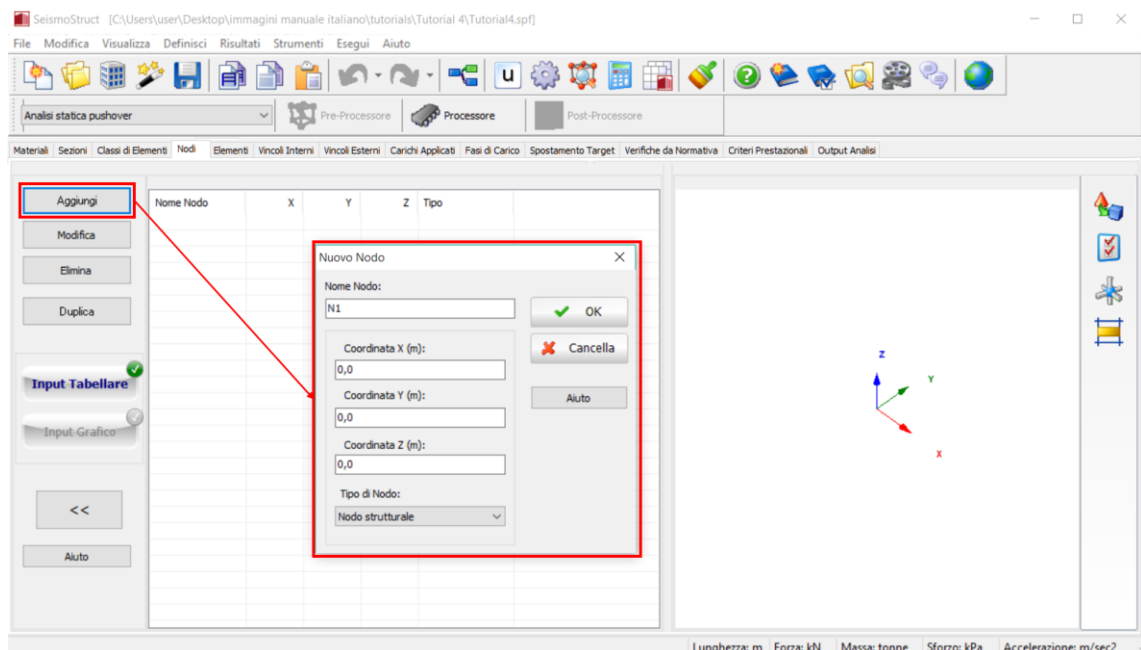 SeismoStruct [C:\Users\user\Desktop\immagini manuale italiano\tutorials\Tutorial 4\Tutorial4.spf]
File Modifica Visualizza Definisci Risultati Strumenti Esegui Aiuto
u
Analisi statica pushover Pre-Processore Processore Post-Processore
Materiali Sezioni Classi di Elementi Nodi Elementi Vincoli Interni Vincoli Esterni Carichi Applicati Fasi di Carico Spostamento Target Verifiche da Normativa Criteri Prestazionali Output Analisi
Aggiungi
Modifica
Elimina
Duplica
Input Tabellare
Input Grafico
<<
Aiuto
Nome Nodo X Y Z Tipo
Nuovo Nodo
Nome Nodo:
N1
OK
Coordinata X (m):
Cancella
0,0
Coordinata Y (m):
Aiuto
0,0
Coordinata Z (m):
0,0
Tipo di Nodo:
Nodo strutturale
Z
Y
X
Lunghezza: m Forza: kN Massa: tonne Sforzo: kPa Accelerazione: m/sec2